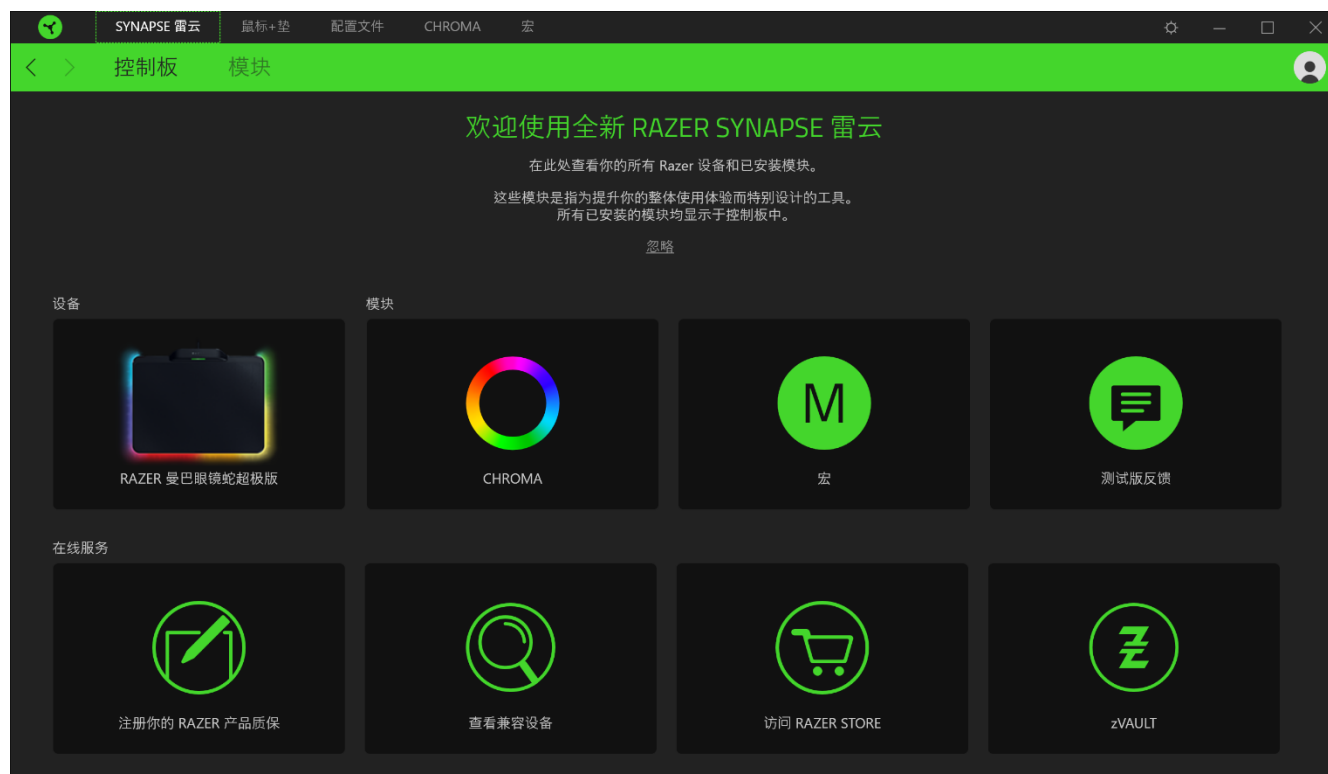 SYNAPSE 雷云 鼠标+垫 配置文件 CHROMA 宏
控制板 模块
欢迎使用全新 RAZER SYNAPSE 雷云
在此处查看你的所有 Razer 设备和已安装模块。
这些模块是指为提升你的整体使用体验而特别设计的工具。
所有已安装的模块均显示于控制板中。
忽略
设备 模块
M
RAZER 曼巴眼镜蛇超极版 CHROMA 宏 测试版反馈
在线服务
注册你的 RAZER 产品质保 查看兼容设备 访问 RAZER STORE zVAULT